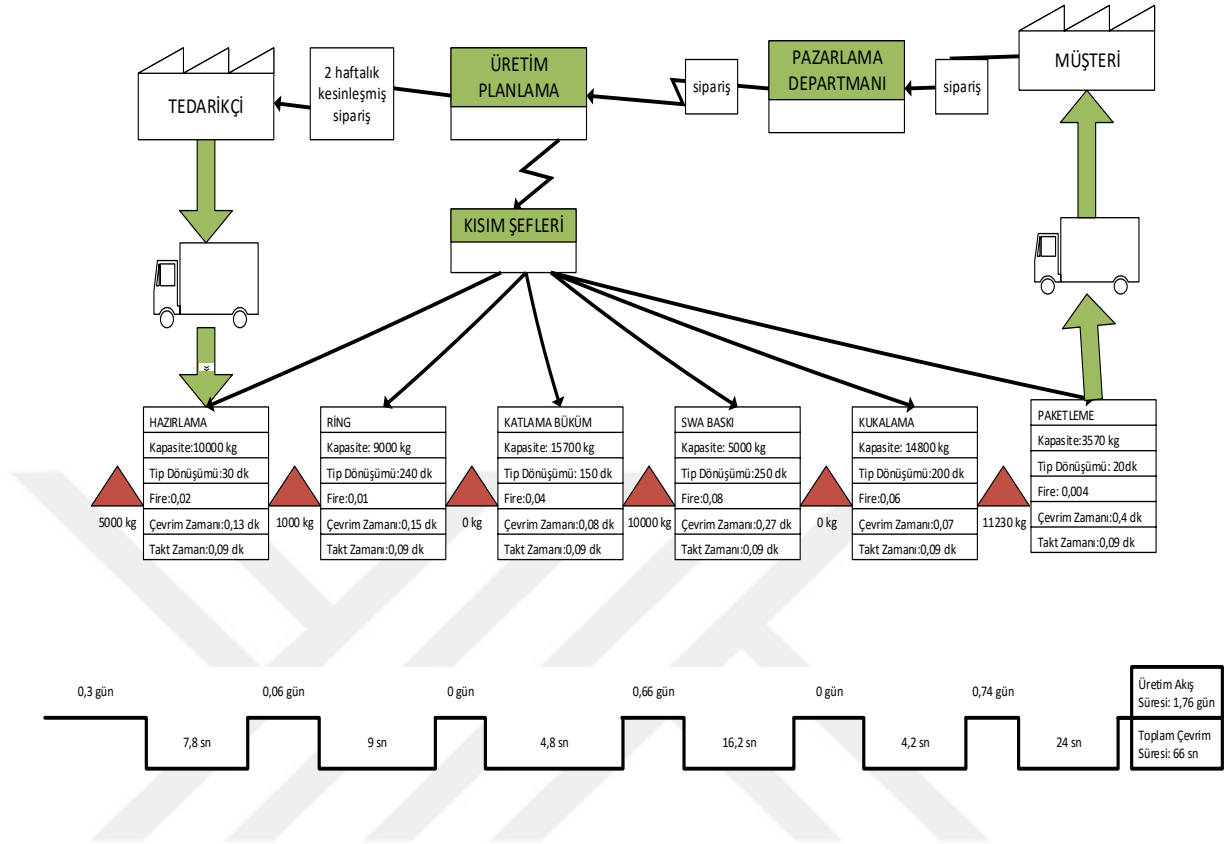 TEDARİKÇİ
2 haftalık
kesinleşmiş
sipariş
ÜRETİM
PLANLAMA
sipariş
PAZARLAMA
DEPARTMANI
sipariş
MÜŞTERİ
KISIM ŞEFLERİ
HAZIRLAMA
Kapasite:10000 kg
Tip Dönüşümü:30 dk
Fire:0,02
Çevrim Zamanı:0,13 dk
Takt Zamanı:0,09 dk
RİNG
Kapasite: 9000 kg
Tip Dönüşümü:240 dk
Fire:0,01
Çevrim Zamanı:0,15 dk
Takt Zamanı:0,09 dk
KATLAMA BÜKÜM
Kapasite: 15700 kg
Tip Dönüşümü: 150 dk
Fire:0,04
Çevrim Zamanı:0,08 dk
Takt Zamanı:0,09 dk
SWA BASKI
Kapasite: 5000 kg
Tip Dönüşümü:250 dk
Fire:0,08
Çevrim Zamanı:0,27 dk
Takt Zamanı:0,09 dk
KUKALAMA
Kapasite: 14800 kg
Tip Dönüşümü:200 dk
Fire:0,06
Çevrim Zamanı:0,07
Takt Zamanı:0,09 dk
PAKETLEME
Kapasite:3570 kg
Tip Dönüşümü: 20dk
Fire: 0,004
Çevrim Zamanı:0,4 dk
Takt Zamanı:0,09 dk
5000 kg
1000 kg
0 kg
10000 kg
0 kg
11230 kg
0,3 gün
0,06 gün
0 gün
0,66 gün
0 gün
0,74 gün
7,8 sn
9 sn
4,8 sn
16,2 sn
4,2 sn
24 sn
Üretim Akış
Süresi: 1,76 gün
Toplam Çevrim
Süresi: 66 sn